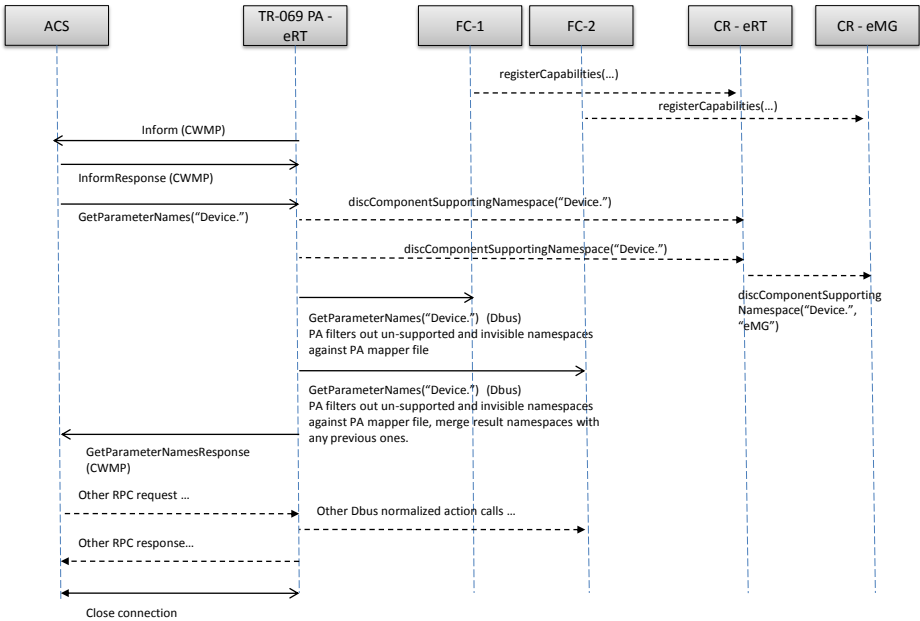 ACS
TR-069 PA -
eRT
FC-1
FC-2
CR - eRT
CR - eMG
registerCapabilities(…)
registerCapabilities(…)
Inform (CWMP)
InformResponse (CWMP)
GetParameterNames(“Device.”)
discComponentSupportingNamespace(“Device.”)
discComponentSupportingNamespace(“Device.”)
discComponentSupporting
Namespace(“Device.”,
“eMG”)
GetParameterNames(“Device.”) (Dbus)
PA filters out un-supported and invisible namespaces
against PA mapper file
GetParameterNames(“Device.”) (Dbus)
PA filters out un-supported and invisible namespaces
against PA mapper file, merge result namespaces with
any previous ones.
GetParameterNamesResponse
(CWMP)
Other RPC request …
Other Dbus normalized action calls …
Other RPC response…
Close connection